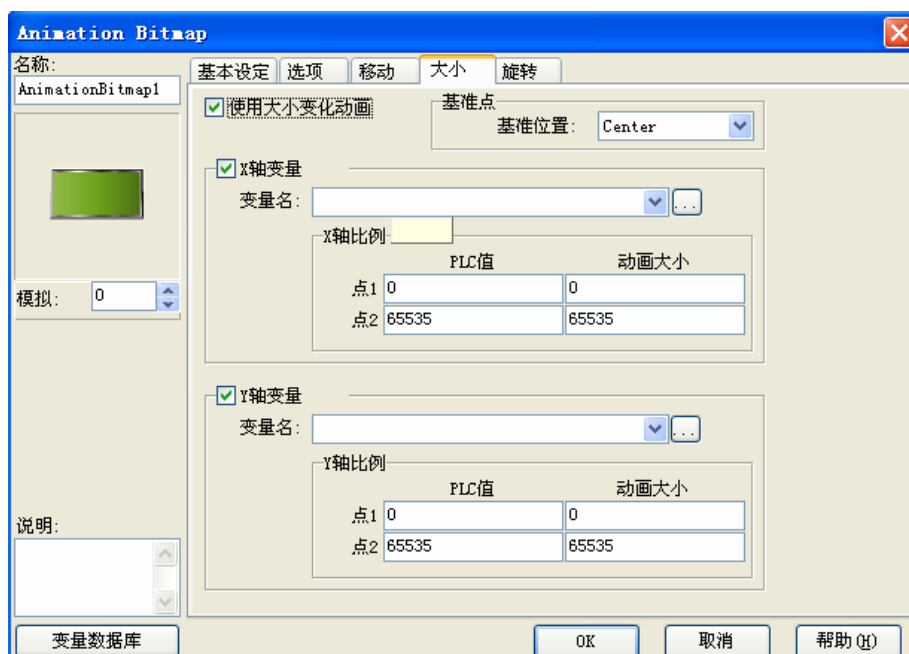 Animation Bitmap
名称:
AnimationBitmap1
模拟: 0
说明:
变量数据库
基本设定 选项 移动 大小 旋转
使用大小变化动画
基准点
基准位置: Center
X轴变量
变量名: ...
X轴比例
PLC值 动画大小
点1 0 0
点2 65535 65535
Y轴变量
变量名: ...
Y轴比例
PLC值 动画大小
点1 0 0
点2 65535 65535
OK 取消 帮助(H)